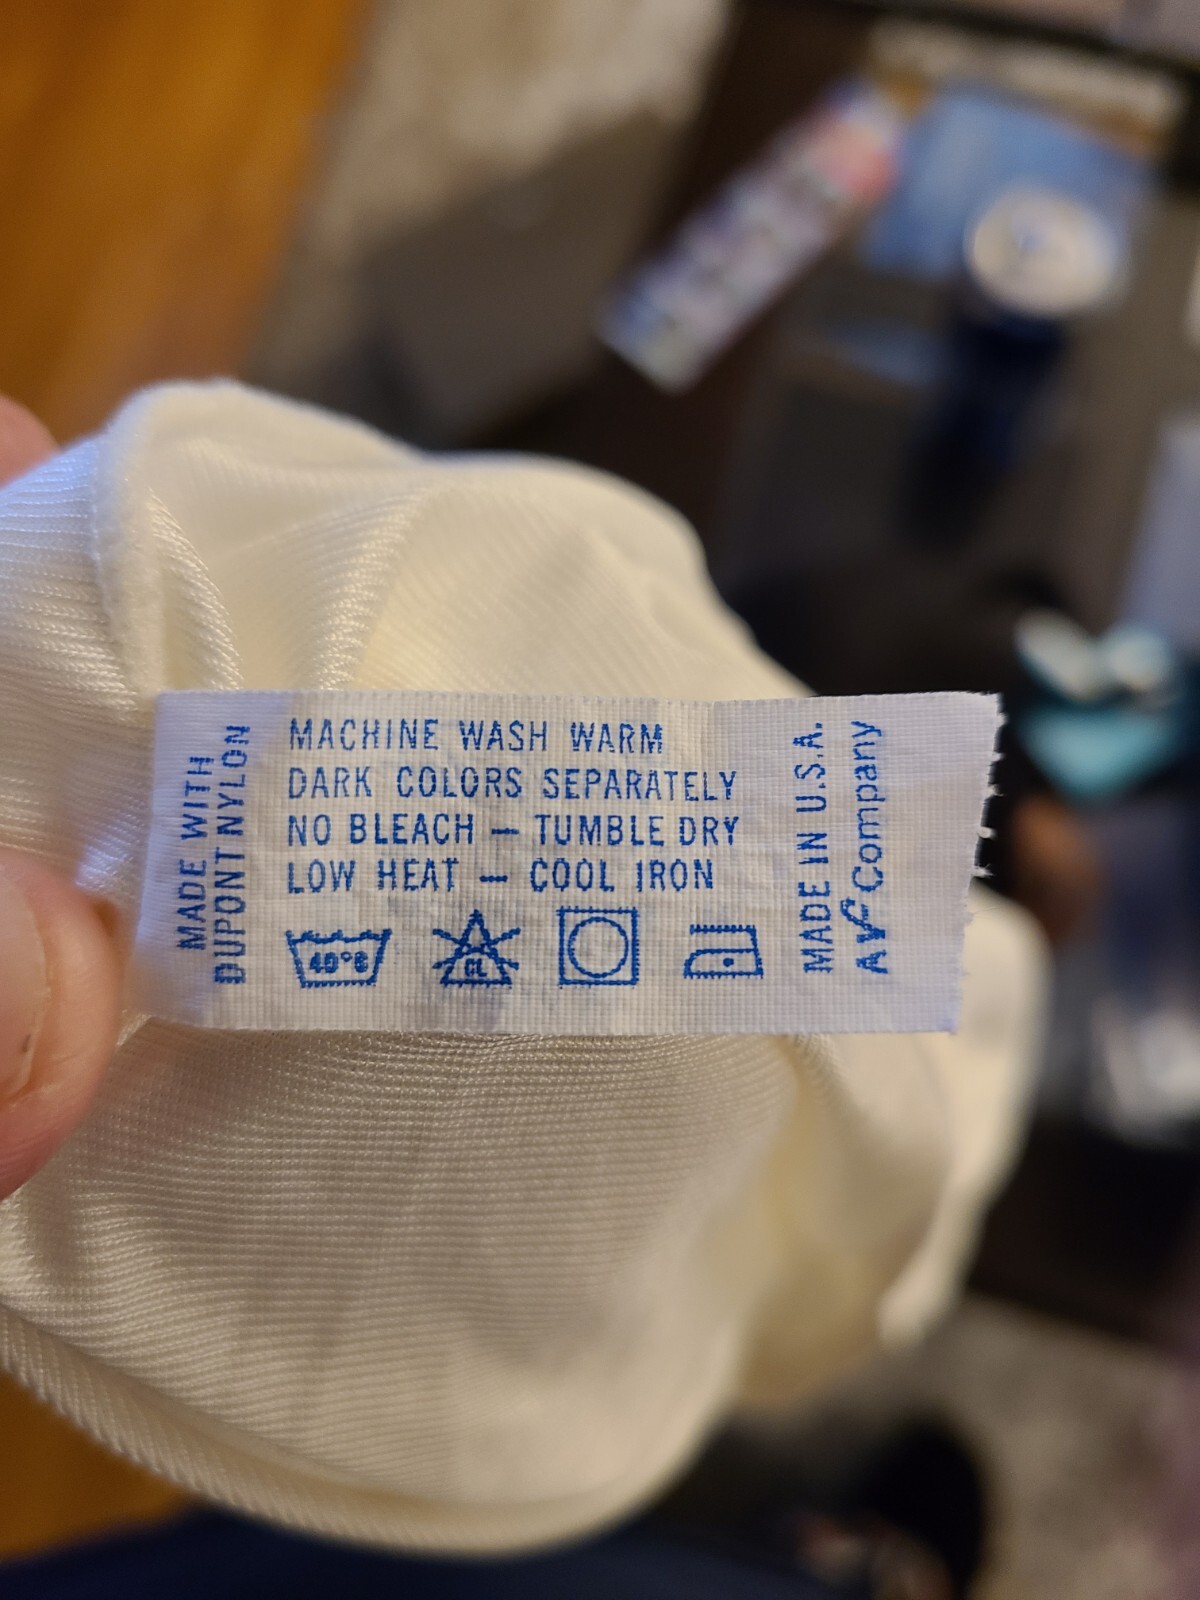 MADE WITH
DUPONT NYLON
MACHINE WASH WARM
DARK COLORS SEPARATELY
NO BLEACH — TUMBLE DRY
LOW HEAT — COOL IRON
40°C
CL
MADE IN U.S.A.
AVF Company